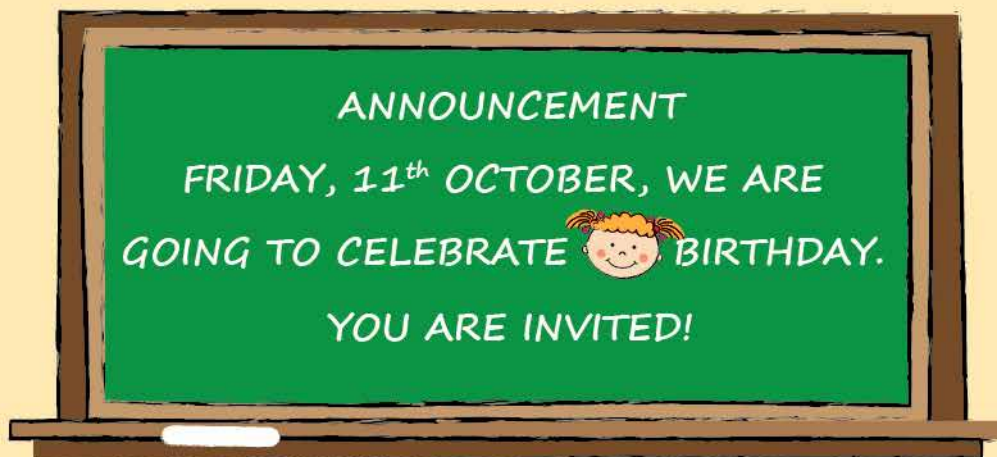 ANNOUNCEMENT
FRIDAY, 11th OCTOBER, WE ARE
GOING TO CELEBRATE BIRTHDAY.
YOU ARE INVITED!